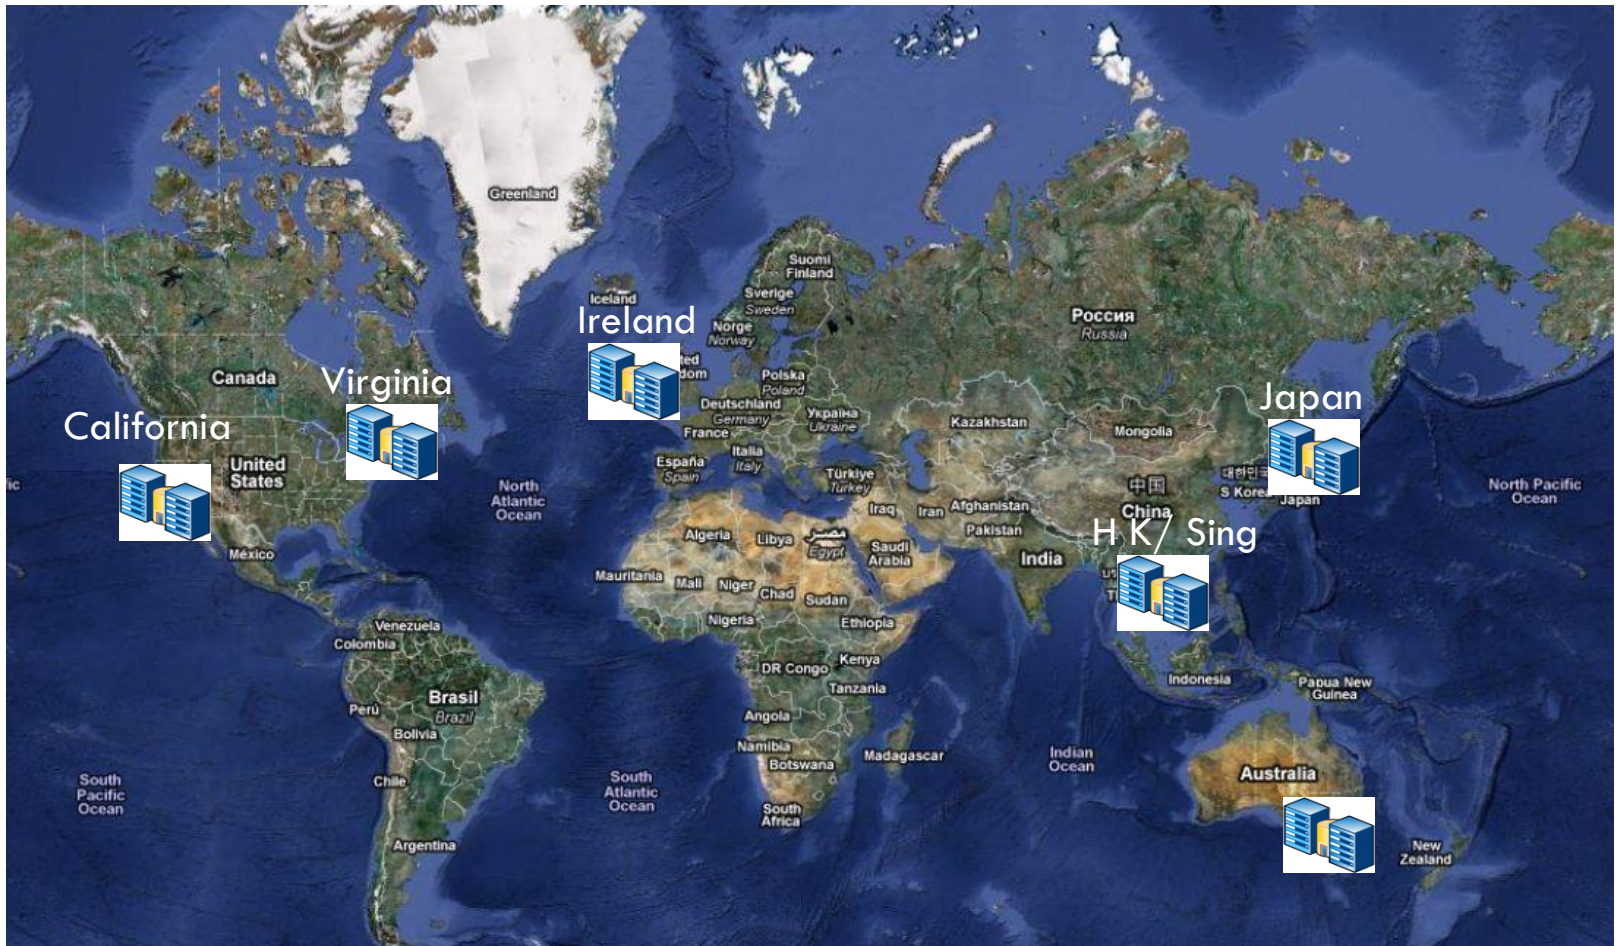 Greenland
Iceland
Ireland
Suomi
Finland
Sverige
Sweden
Norge
Norway
Россия
Russia
Canada
Virginia
California
United
States
México
North
Atlantic
Ocean
Polska
Poland
Deutschland
Germany
France
Україна
Ukraine
Italia
Italy
España
Spain
Türkiye
Turkey
Kazakhstan
Mongolia
Japan
中国
China
대한민국
S Korea
Japan
North Pacific
Ocean
Iraq
Iran
Afghanistan
Pakistan
India
H K/ Sing
Algeria
Libya
مصر
Egypt
Saudi
Arabia
Mauritania
Mali
Niger
Chad
Sudan
Nigeria
Ethiopia
Venezuela
Colombia
DR Congo
Kenya
Tanzania
Brasil
Brazil
Perú
Bolivia
Angola
Namibia
Botswana
Madagascar
Indonesia
Papua New
Guinea
Chile
South
Pacific
Ocean
South
Atlantic
Ocean
Indian
Ocean
Australia
South
Africa
Argentina
New
Zealand